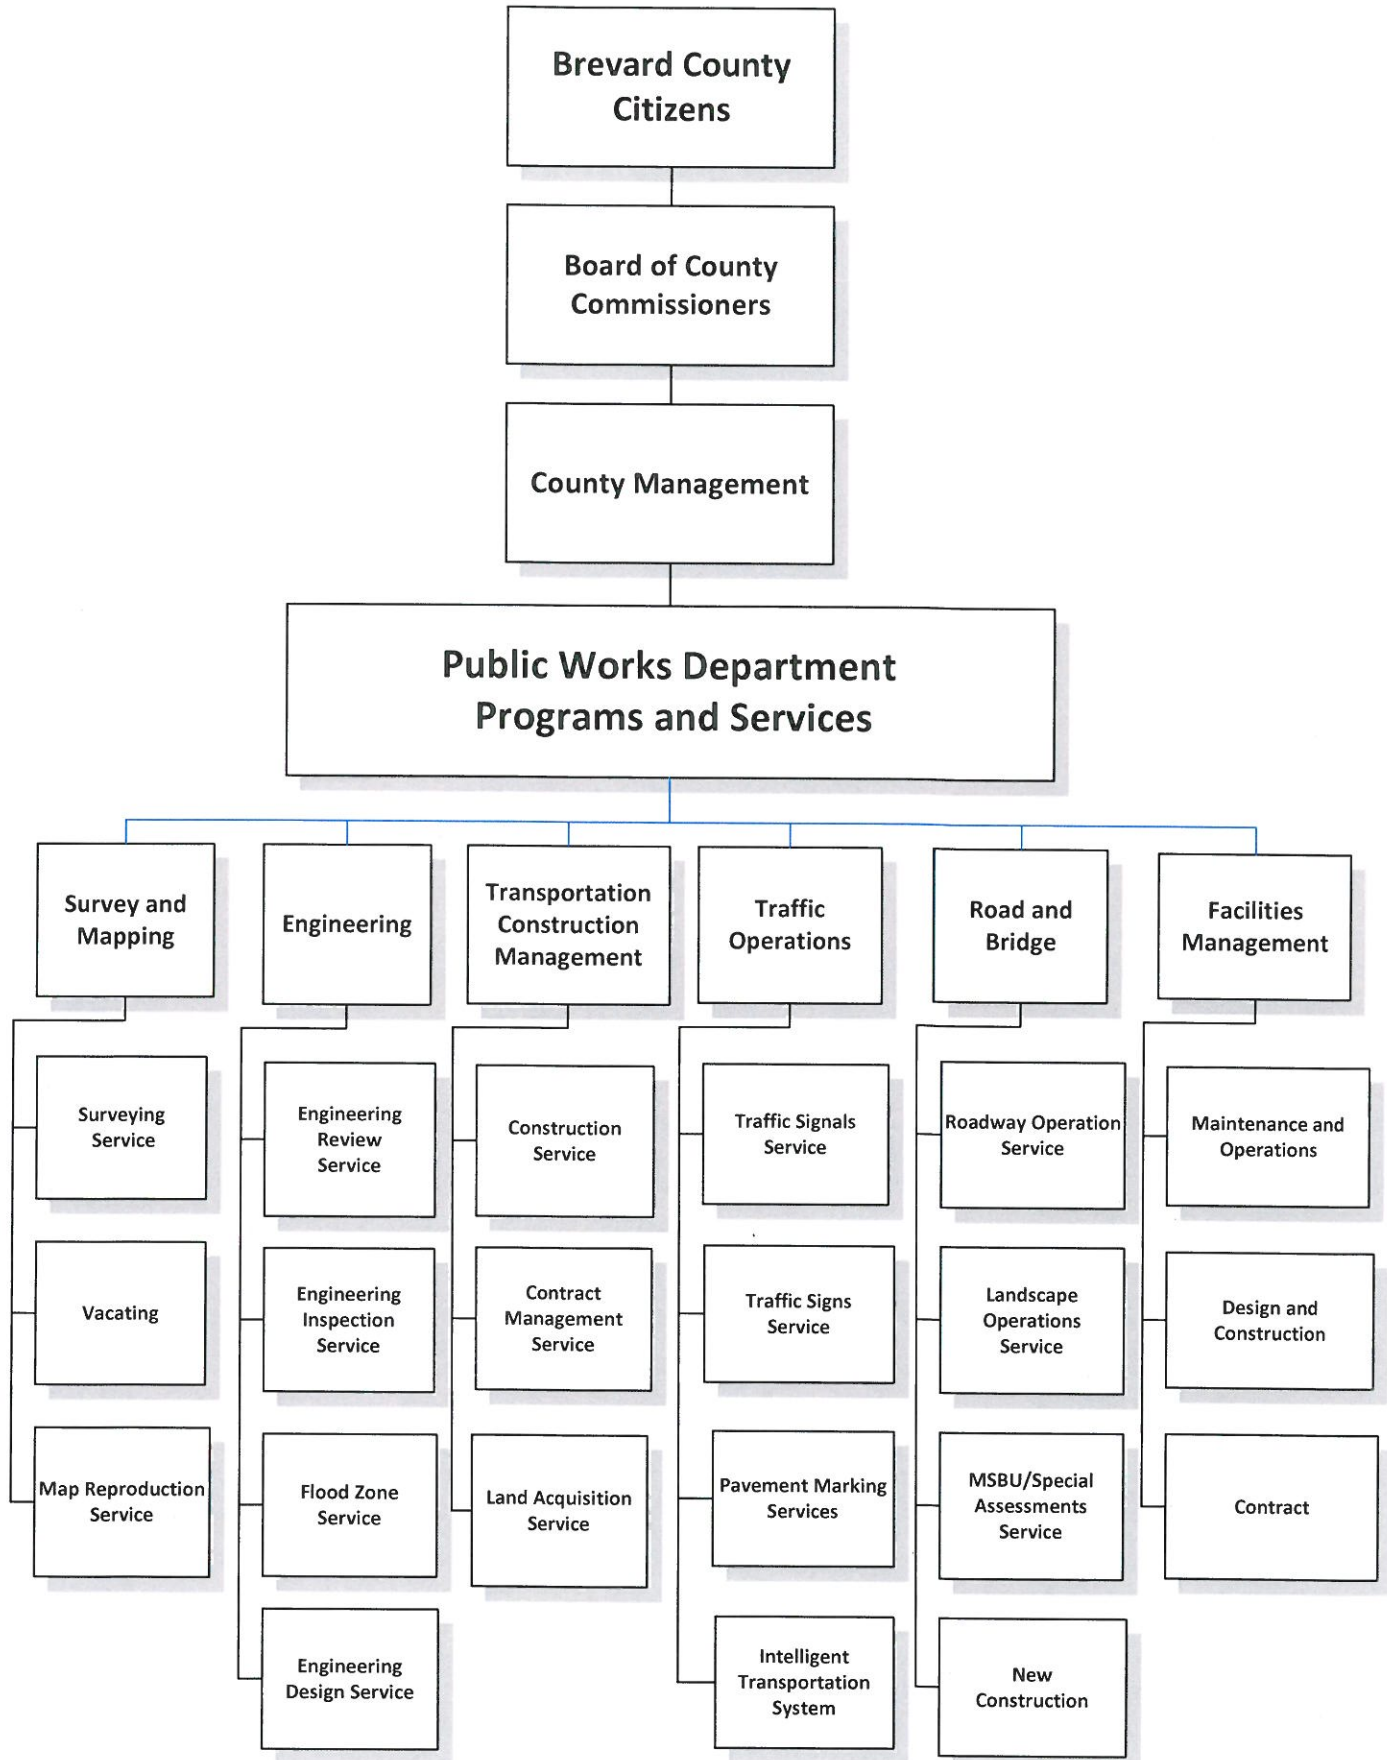 Brevard County
Citizens
Board of County
Commissioners
County Management
Public Works Department
Programs and Services
Survey and
Mapping
Engineering
Transportation
Construction
Management
Traffic
Operations
Road and
Bridge
Facilities
Management
Surveying
Service
Vacating
Map Reproduction
Service
Engineering
Review
Service
Engineering
Inspection
Service
Flood Zone
Service
Engineering
Design Service
Construction
Service
Contract
Management
Service
Land Acquisition
Service
Traffic Signals
Service
Traffic Signs
Service
Pavement Marking
Services
Intelligent
Transportation
System
Roadway Operation
Service
Landscape
Operations
Service
MSBU/Special
Assessments
Service
New
Construction
Maintenance and
Operations
Design and
Construction
Contract